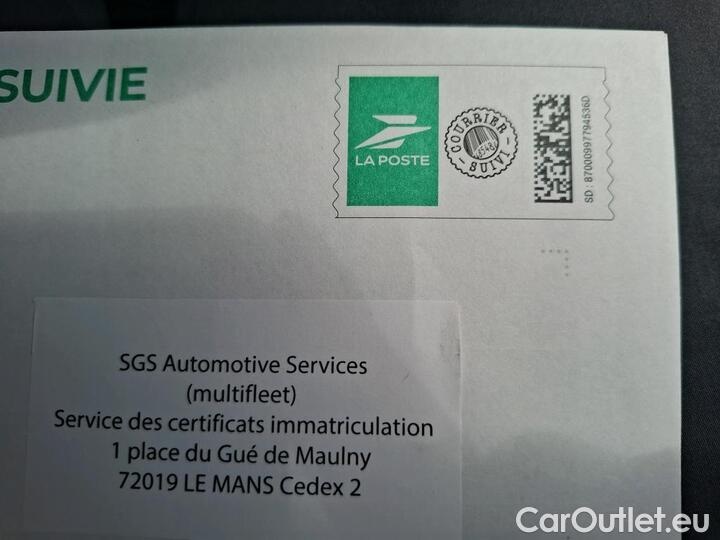 SUIVIE
LA POSTE
COURRIER
SUIVI
SD : 87000997794536D
SGS Automotive Services
(multifleet)
Service des certificats immatriculation
1 place du Gué de Maulny
72019 LE MANS Cedex 2
CarOutlet.eu